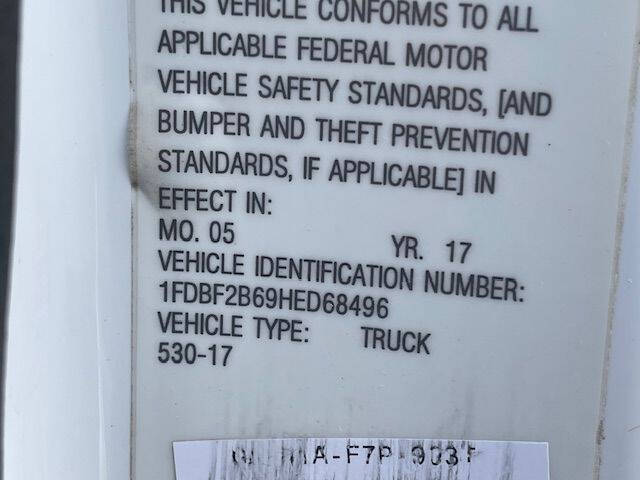 THIS VEHICLE CONFORMS TO ALL
APPLICABLE FEDERAL MOTOR
VEHICLE SAFETY STANDARDS, [AND
BUMPER AND THEFT PREVENTION
STANDARDS, IF APPLICABLE] IN
EFFECT IN:
MO. 05 YR. 17
VEHICLE IDENTIFICATION NUMBER:
1FDBF2B69HED68496
VEHICLE TYPE: TRUCK
530-17